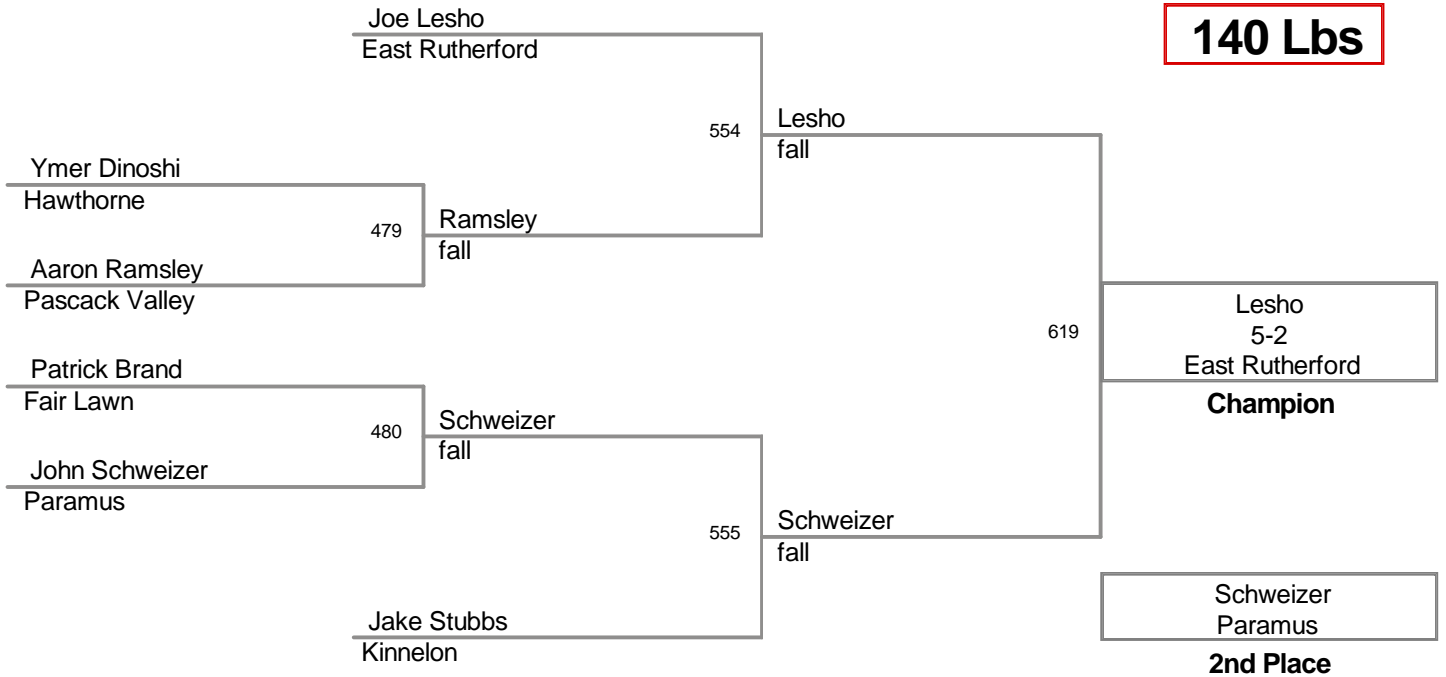 Joe Lesho
East Rutherford
140 Lbs
554
Lesho
fall
Ymer Dinoshi
Hawthorne
479
Ramsley
fall
Aaron Ramsley
Pascack Valley
Lesho
5-2
East Rutherford
Champion
619
Patrick Brand
Fair Lawn
480
Schweizer
fall
John Schweizer
Paramus
555
Schweizer
fall
Jake Stubbs
Kinnelon
Schweizer
Paramus
2nd Place